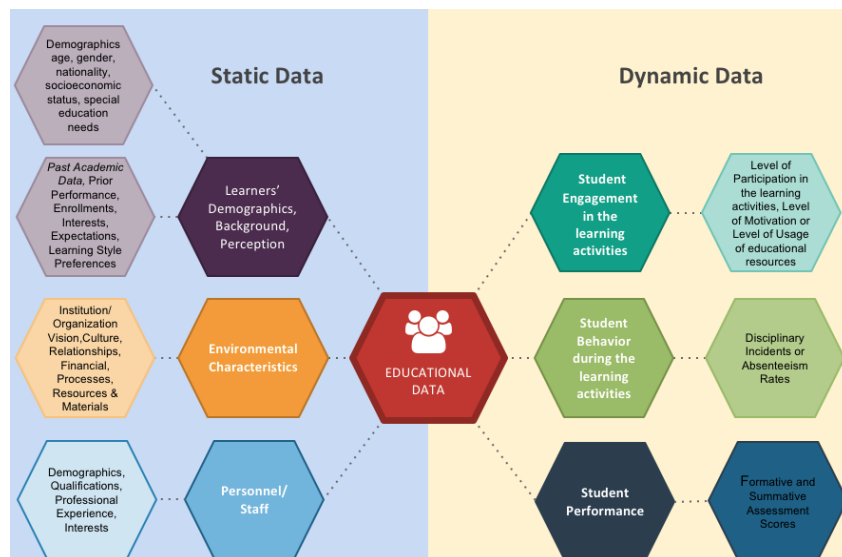 Static Data
Demographics
age, gender,
nationality,
socioeconomic
status, special
education
needs
Past Academic
Data, Prior
Performance,
Enrollments,
Interests,
Expectations,
Learning Style
Preferences
Learners’
Demographics,
Background,
Perception
Institution/
Organization
Vision,Culture,
Relationships,
Financial,
Processes,
Resources &
Materials
Environmental
Characteristics
Demographics,
Qualifications,
Professional
Experience,
Interests
Personnel/
Staff
EDUCATIONAL
DATA
Dynamic Data
Student
Engagement
in the
learning
activities
Level of
Participation in
the learning
activities, Level
of Motivation or
Level of Usage
of educational
resources
Student
Behavior
during the
learning
activities
Disciplinary
Incidents or
Absenteeism
Rates
Student
Performance
Formative and
Summative
Assessment
Scores